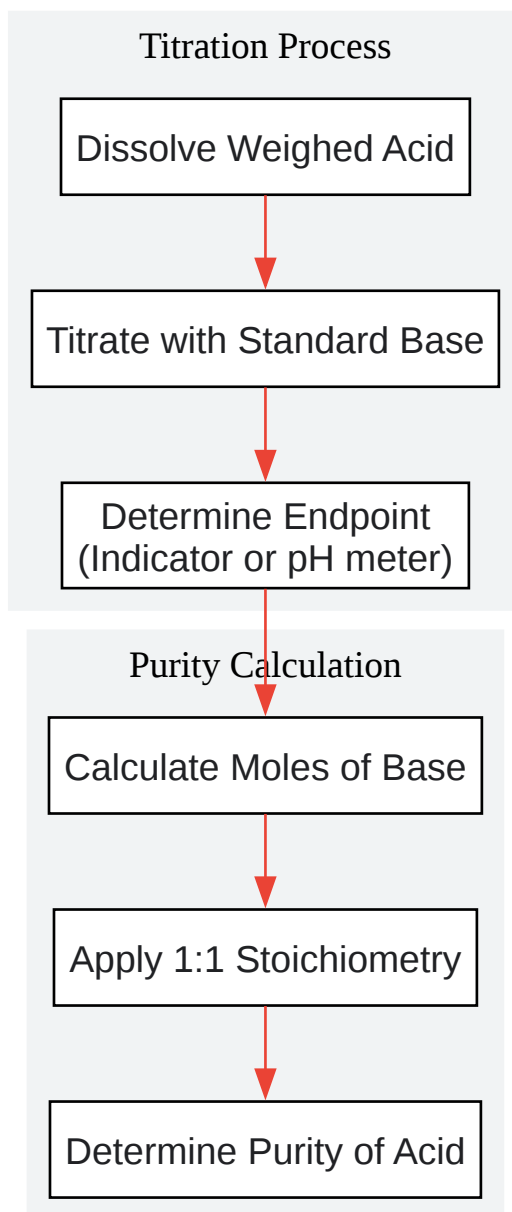 Titration Process
Dissolve Weighed Acid
Titrate with Standard Base
Determine Endpoint
(Indicator or pH meter)
Purity Calculation
Calculate Moles of Base
Apply 1:1 Stoichiometry
Determine Purity of Acid